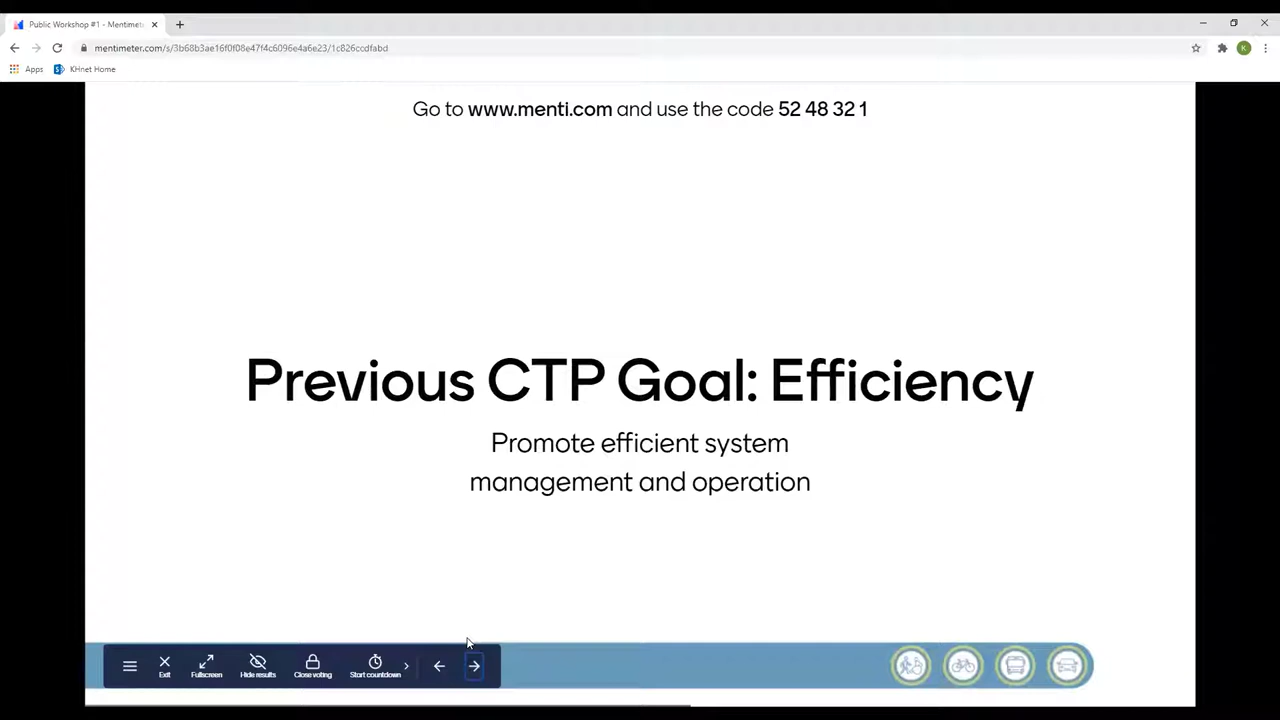 Public Workshop #1 - Mentimete
mentimeter.com/s/3b68b3ae16f0f08e47f4c6096e4a6e23/1c826ccdfabd
K
Apps
KHnet Home
Go to www.menti.com and use the code 52 48 32 1
Previous CTP Goal: Efficiency
Promote efficient system
management and operation
Exit
Fullscreen
Hide results
Close voting
Start countdown